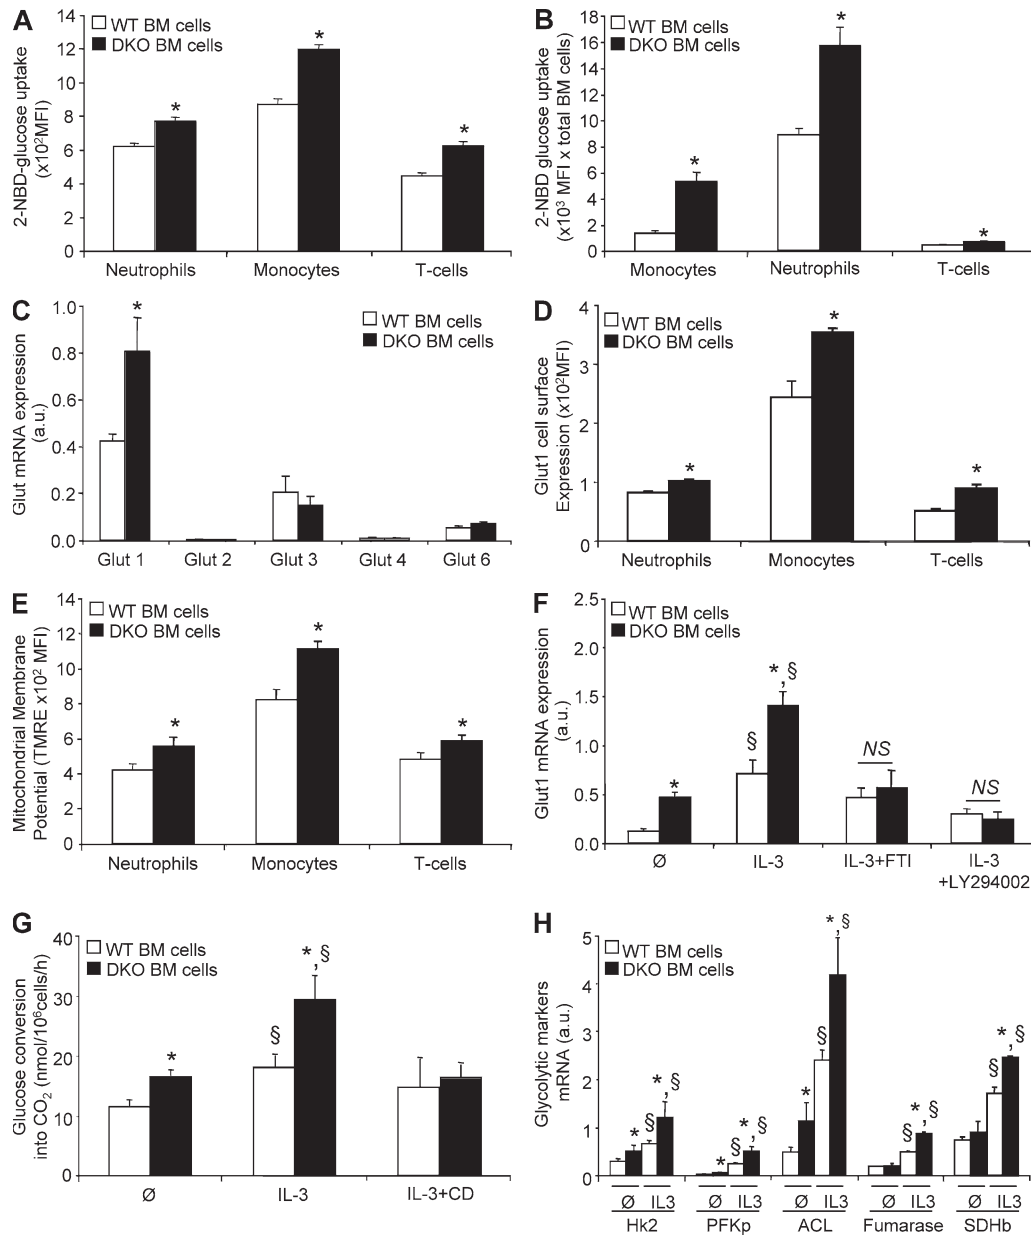 A
WT BM cells
DKO BM cells
2-NBD-glucose uptake
(x10²MFI)
14
12
10
8
6
4
2
0
*
*
*
Neutrophils
Monocytes
T-cells
B
WT BM cells
DKO BM cells
2-NBD glucose uptake
(x10³ MFI x total BM cells)
18
16
14
12
10
8
6
4
2
0
*
*
*
Monocytes
Neutrophils
T-cells
C
WT BM cells
DKO BM cells
Glut mRNA expression
(a.u.)
1.0
0.8
0.6
0.4
0.2
0.0
*
Glut 1
Glut 2
Glut 3
Glut 4
Glut 6
D
WT BM cells
DKO BM cells
Glut1 cell surface
Expression (x10²MFI)
4
3
2
1
0
*
*
*
Neutrophils
Monocytes
T-cells
E
WT BM cells
DKO BM cells
Mitochondrial Membrane
Potential (TMRE x10² MFI)
14
12
10
8
6
4
2
0
*
*
*
Neutrophils
Monocytes
T-cells
F
WT BM cells
DKO BM cells
Glut1 mRNA expression
(a.u.)
2.5
2.0
1.5
1.0
0.5
0.0
*
§
*,§
NS
NS
Ø
IL-3
IL-3+FTI
IL-3
+LY294002
G
WT BM cells
DKO BM cells
Glucose conversion
into CO₂ (nmol/10⁶cells/h)
40
30
20
10
0
*
§
*,§
Ø
IL-3
IL-3+CD
H
WT BM cells
DKO BM cells
Glycolytic markers
mRNA (a.u.)
5
4
3
2
1
0
*
§
*,§
*
§
*,§
*
§
*,§
§
*,§
§
*,§
Ø IL3 Ø IL3 Ø IL3 Ø IL3 Ø IL3
Hk2 PFKp ACL Fumarase SDHb